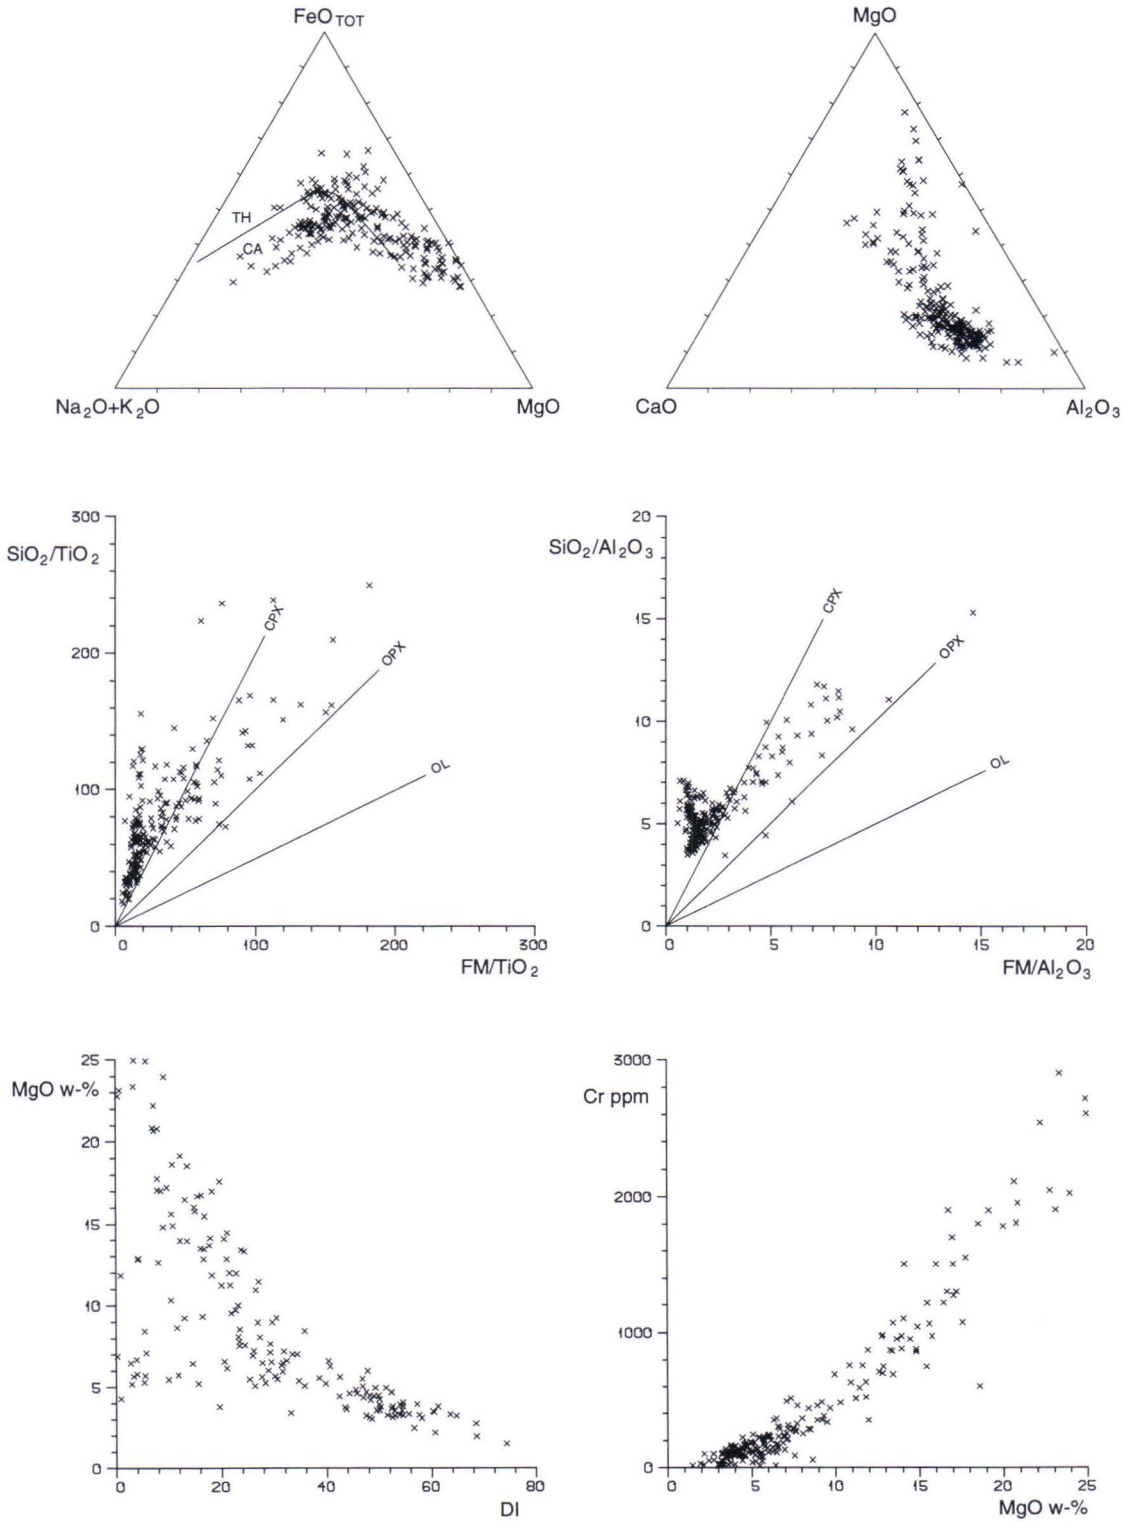 FeO TOT
MgO
TH
CA
Na2O+K2O
MgO
CaO
Al2O3
300
SiO2/TiO2
200
100
0
CPX
OPX
OL
0
100
200
300
FM/TiO2
20
SiO2/Al2O3
15
10
5
0
CPX
OPX
OL
0
5
10
15
20
FM/Al2O3
25
MgO w-%
20
15
10
5
0
0
20
40
60
80
DI
3000
Cr ppm
2000
1000
0
0
5
10
15
20
25
MgO w-%